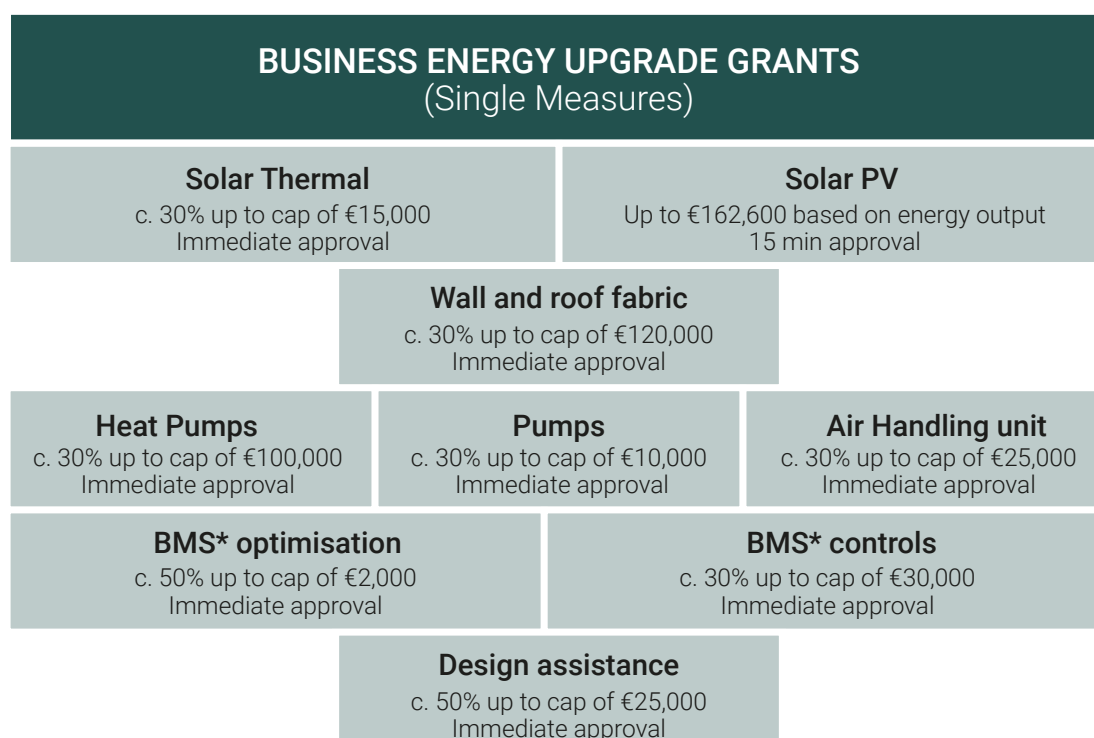 BUSINESS ENERGY UPGRADE GRANTS
(Single Measures)
Solar Thermal
c. 30% up to cap of €15,000
Immediate approval
Solar PV
Up to €162,600 based on energy output
15 min approval
Wall and roof fabric
c. 30% up to cap of €120,000
Immediate approval
Heat Pumps
c. 30% up to cap of €100,000
Immediate approval
Pumps
c. 30% up to cap of €10,000
Immediate approval
Air Handling unit
c. 30% up to cap of €25,000
Immediate approval
BMS* optimisation
c. 50% up to cap of €2,000
Immediate approval
BMS* controls
c. 30% up to cap of €30,000
Immediate approval
Design assistance
c. 50% up to cap of €25,000
Immediate approval